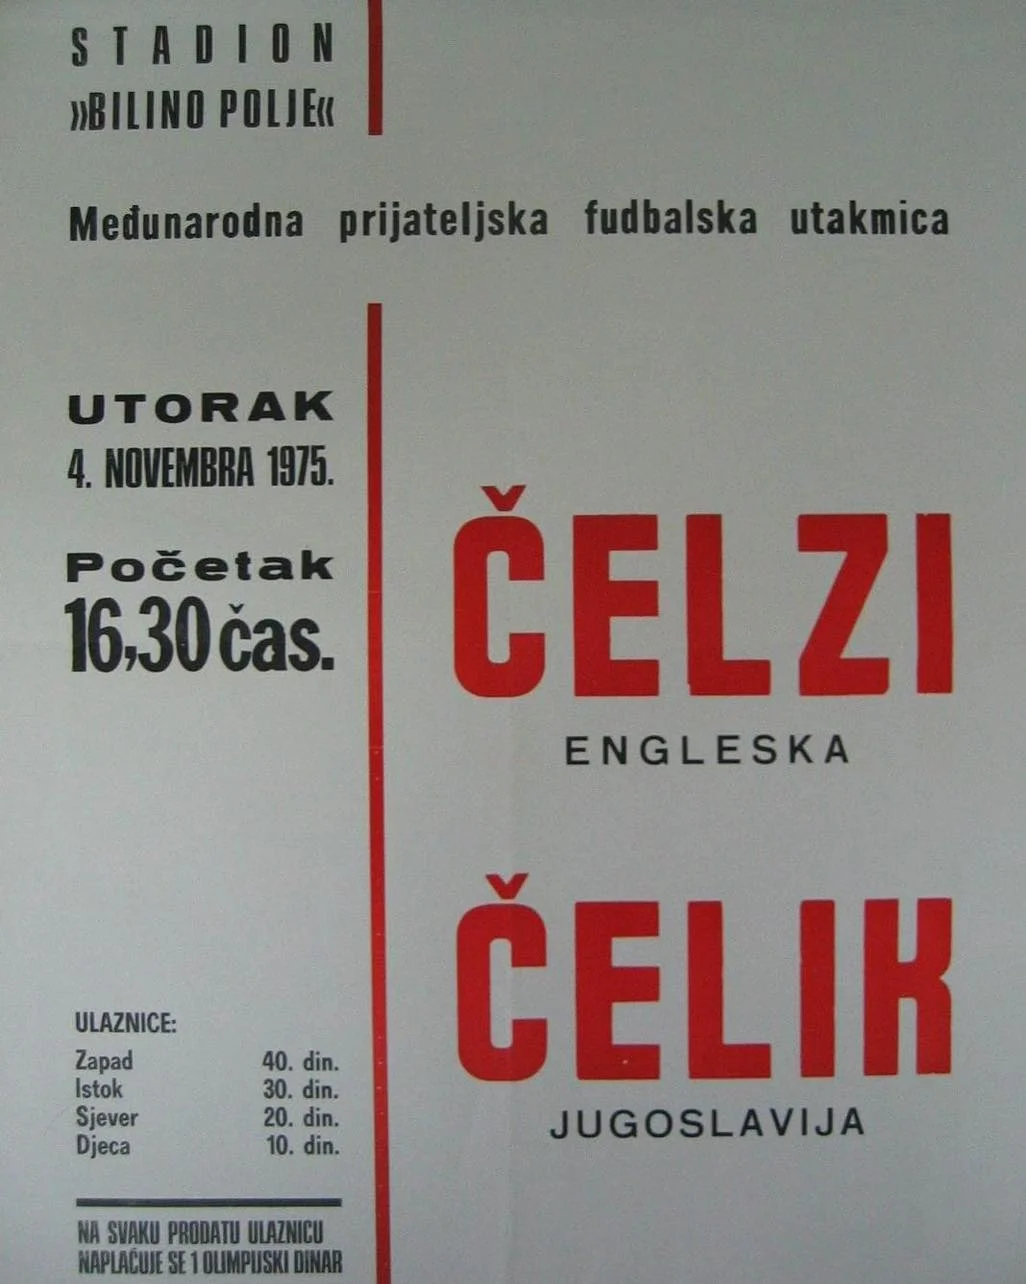 STADION
»BILINO POLJE«
Međunarodna prijateljska fudbalska utakmica
UTORAK
4. NOVEMBRA 1975.
Početak
16,30 čas.
ČELZI
ENGLESKA
ČELIK
JUGOSLAVIJA
ULAZNICE:
Zapad 40. din.
Istok 30. din.
Sjever 20. din.
Djeca 10. din.
NA SVAKU PRODATU ULAZNICU
NAPLAĆUJE SE 1 OLIMPIJSKI DINAR